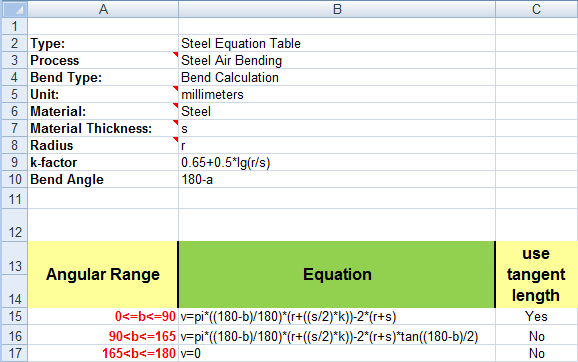 A B C
1
2 Type: Steel Equation Table
3 Process Steel Air Bending
4 Bend Type: Bend Calculation
5 Unit: millimeters
6 Material: Steel
7 Material Thickness: s
8 Radius r
9 k-factor 0.65+0.5*lg(r/s)
10 Bend Angle 180-a
11
12
13
14
Angular Range Equation use
tangent
length
15 0<=b<=90 v=pi*((180-b)/180)*(r+((s/2)*k))-2*(r+s) Yes
16 90<b<=165 v=pi*((180-b)/180)*(r+((s/2)*k))-2*(r+s)*tan((180-b)/2) No
17 165<b<=180 v=0 No